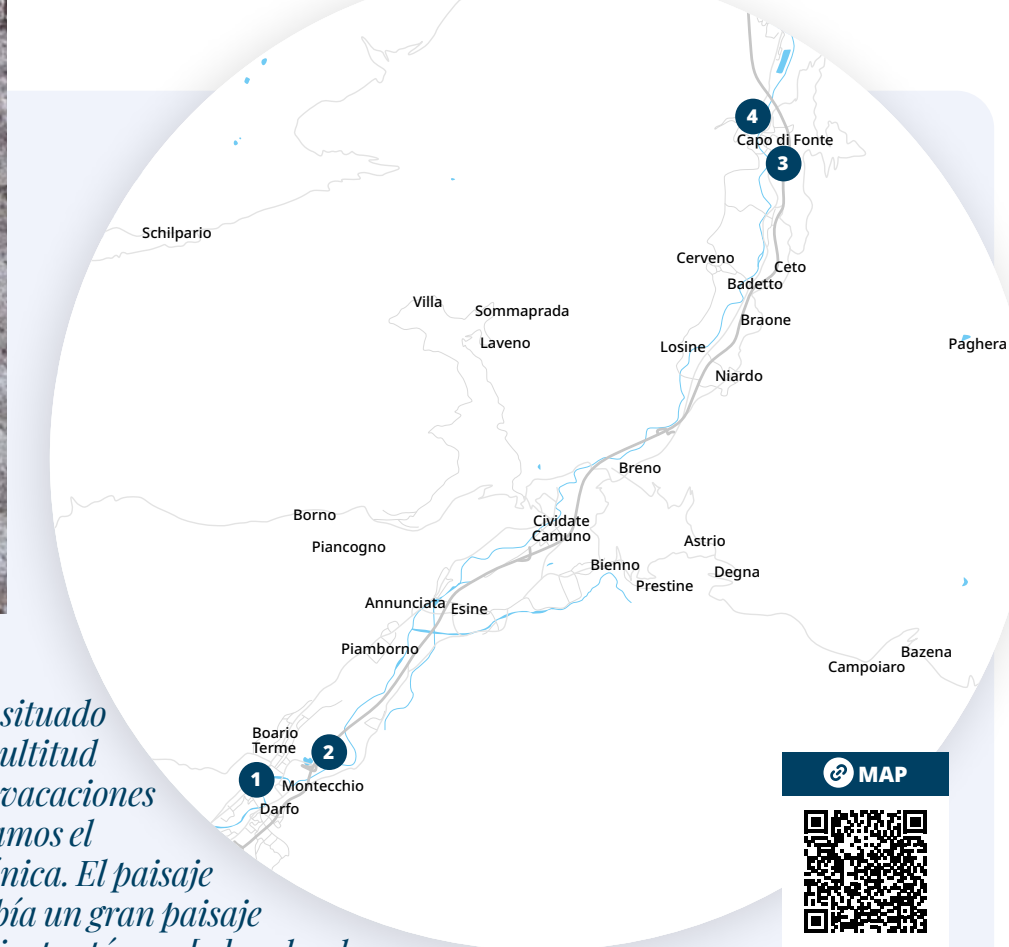 4
Capo di Fonte
3
Schilpario
Cerveno
Ceto
Badetto
Villa
Sommaprada
Braone
Laveno
Losine
Paghera
Niardo
Breno
Borno
Cividate
Camuno
Piancogno
Astrio
Bienno
Degna
Prestine
Annunciata
Esine
Piamborno
Bazena
Campoiaro
situado
Boario
Terme
2
ultitud
1
Montecchio
MAP
vacaciones
Darfo
amos el
nica. El paisaje
bía un gran paisaje